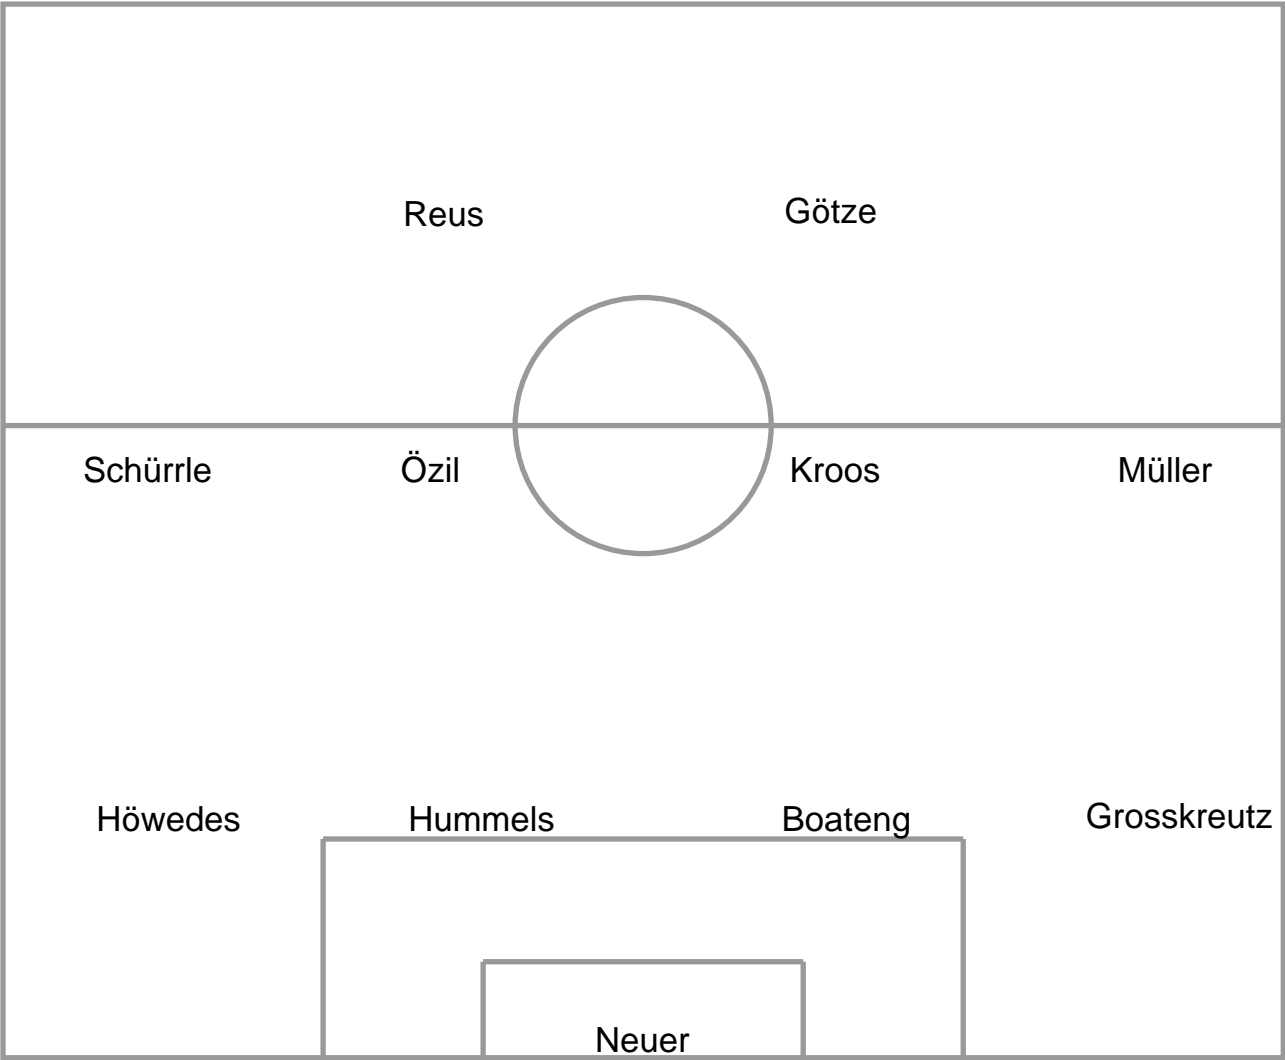 Reus Götze
Schürrle Özil Kroos Müller
Höwedes Hummels Boateng Grosskreutz
Neuer